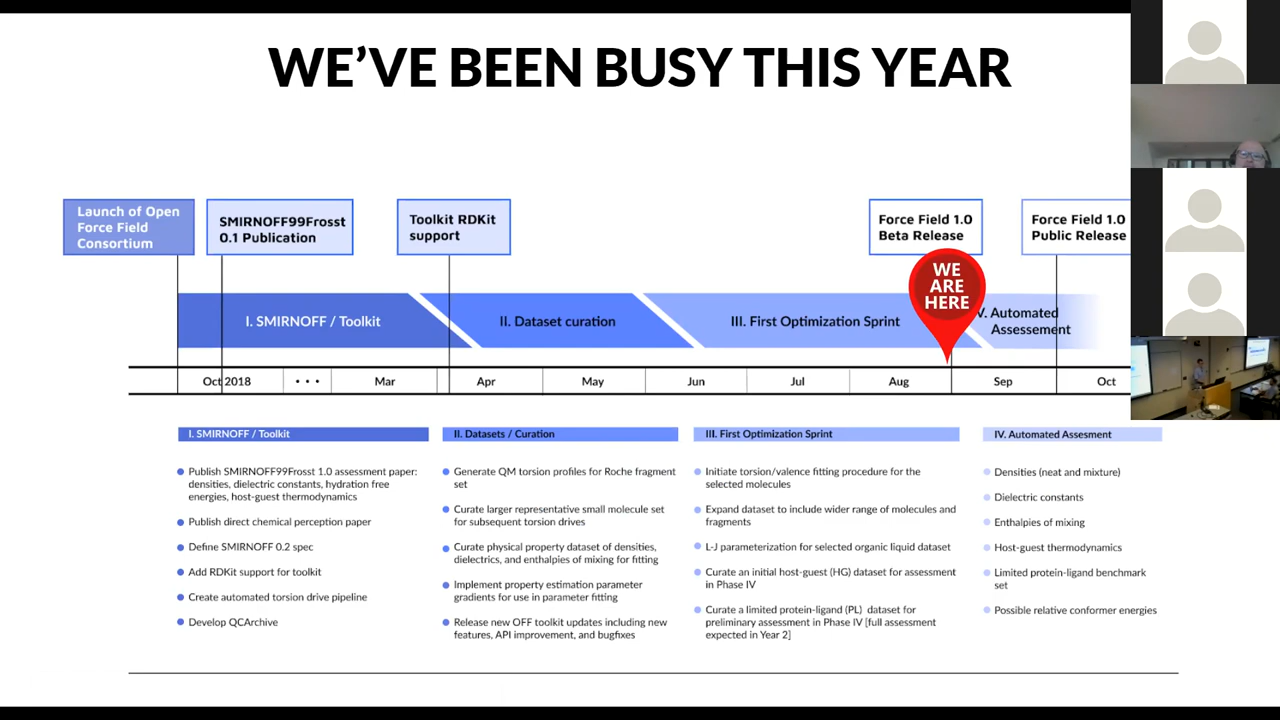 WE'VE BEEN BUSY THIS YEAR
Launch of Open
Force Field
Consortium
SMIRNOFF99Frosst
0.1 Publication
Toolkit RDKit
support
Force Field 1.0
Beta Release
Force Field 1.0
Public Release
WE
ARE
HERE
I. SMIRNOFF / Toolkit
II. Dataset curation
III. First Optimization Sprint
V. Automated
Assessement
Oct 2018
• • •
Mar
Apr
May
Jun
Jul
Aug
Sep
Oct
I. SMIRNOFF / Toolkit
• Publish SMIRNOFF99Frosst 1.0 assessment paper:
densities, dielectric constants, hydration free
energies, host-guest thermodynamics
• Publish direct chemical perception paper
• Define SMIRNOFF 0.2 spec
• Add RDKit support for toolkit
• Create automated torsion drive pipeline
• Develop QCArchive
II. Datasets / Curation
• Generate QM torsion profiles for Roche fragment
set
• Curate larger representative small molecule set
for subsequent torsion drives
• Curate physical property dataset of densities,
dielectrics, and enthalpies of mixing for fitting
• Implement property estimation parameter
gradients for use in parameter fitting
• Release new OFF toolkit updates including new
features, API improvement, and bugfixes
III. First Optimization Sprint
• Initiate torsion/valence fitting procedure for the
selected molecules
• Expand dataset to include wider range of molecules and
fragments
• L-J parameterization for selected organic liquid dataset
• Curate an initial host-guest (HG) dataset for assessment
in Phase IV
• Curate a limited protein-ligand (PL) dataset for
preliminary assessment in Phase IV [full assessment
expected in Year 2]
IV. Automated Assesment
• Densities (neat and mixture)
• Dielectric constants
• Enthalpies of mixing
• Host-guest thermodynamics
• Limited protein-ligand benchmark
set
• Possible relative conformer energies